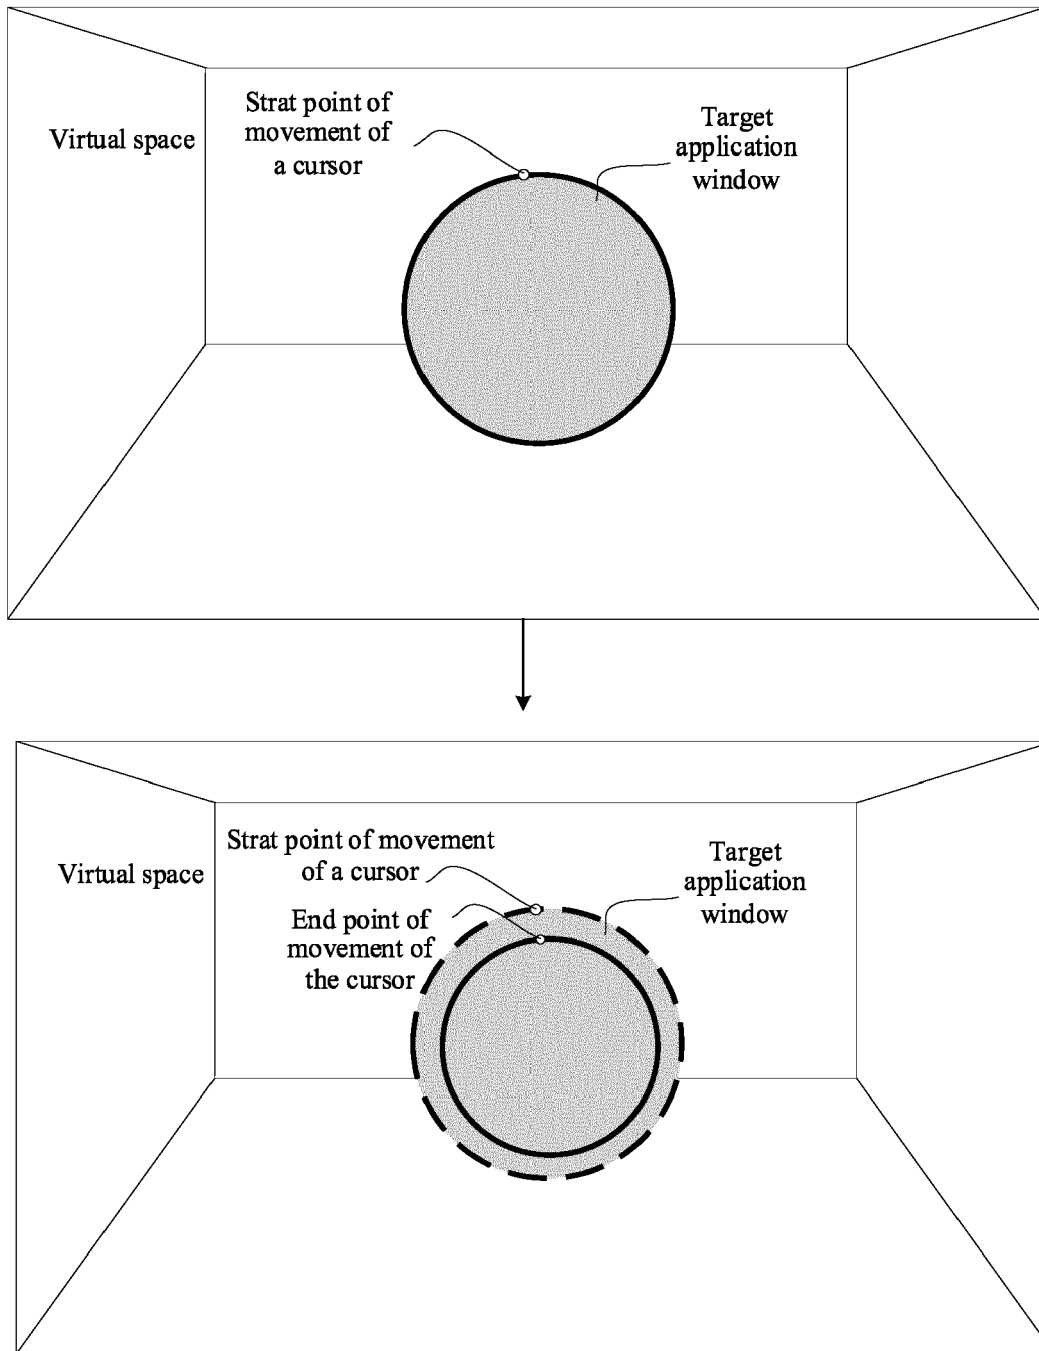 Virtual space
Strat point of
movement of
a cursor
Target
application
window
Virtual space
Strat point of movement
of a cursor
End point of
movement of
the cursor
Target
application
window